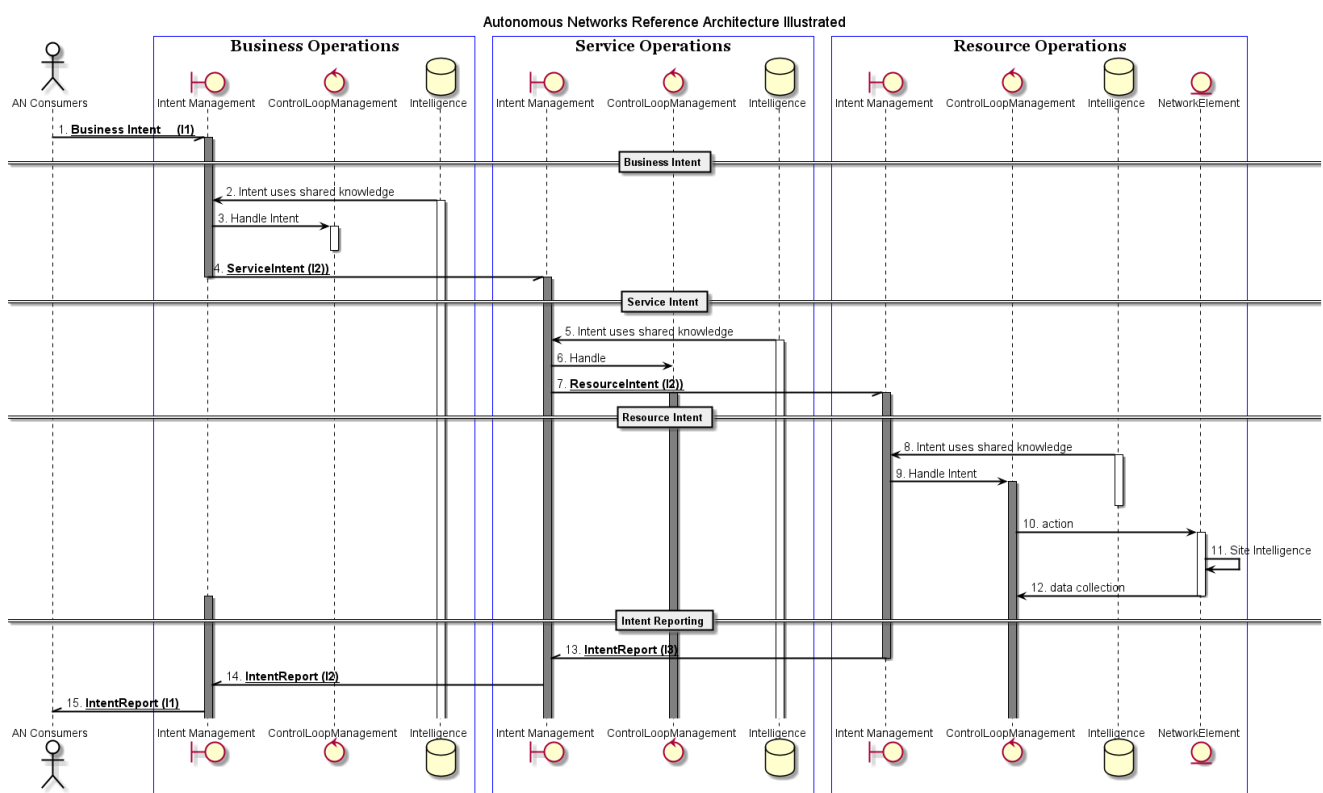 Autonomous Networks Reference Architecture Illustrated
Business Operations
Service Operations
Resource Operations
AN Consumers
Intent Management
ControlLoopManagement
Intelligence
Intent Management
ControlLoopManagement
Intelligence
Intent Management
ControlLoopManagement
Intelligence
NetworkElement
1. Business Intent (I1)
Business Intent
2. Intent uses shared knowledge
3. Handle Intent
4. ServiceIntent (I2))
Service Intent
5. Intent uses shared knowledge
6. Handle
7. ResourceIntent (I2))
Resource Intent
8. Intent uses shared knowledge
9. Handle Intent
10. action
11. Site Intelligence
12. data collection
Intent Reporting
13. IntentReport (I3)
14. IntentReport (I2)
15. IntentReport (I1)
AN Consumers
Intent Management
ControlLoopManagement
Intelligence
Intent Management
ControlLoopManagement
Intelligence
Intent Management
ControlLoopManagement
Intelligence
NetworkElement